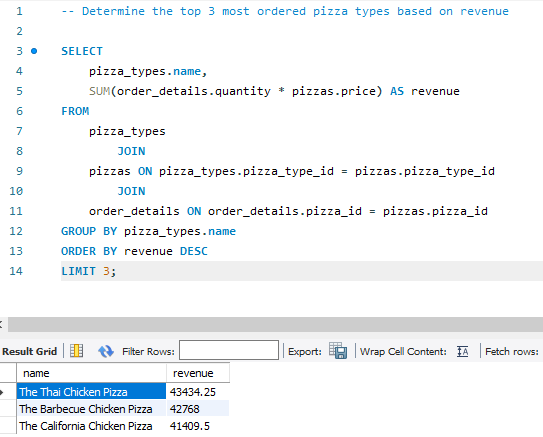 1 -- Determine the top 3 most ordered pizza types based on revenue
2
3 SELECT
4 pizza_types.name,
5 SUM(order_details.quantity * pizzas.price) AS revenue
6 FROM
7 pizza_types
8 JOIN
9 pizzas ON pizza_types.pizza_type_id = pizzas.pizza_type_id
10 JOIN
11 order_details ON order_details.pizza_id = pizzas.pizza_id
12 GROUP BY pizza_types.name
13 ORDER BY revenue DESC
14 LIMIT 3;
Result Grid Filter Rows: Export: Wrap Cell Content: Fetch rows:
name revenue
The Thai Chicken Pizza 43434.25
The Barbecue Chicken Pizza 42768
The California Chicken Pizza 41409.5